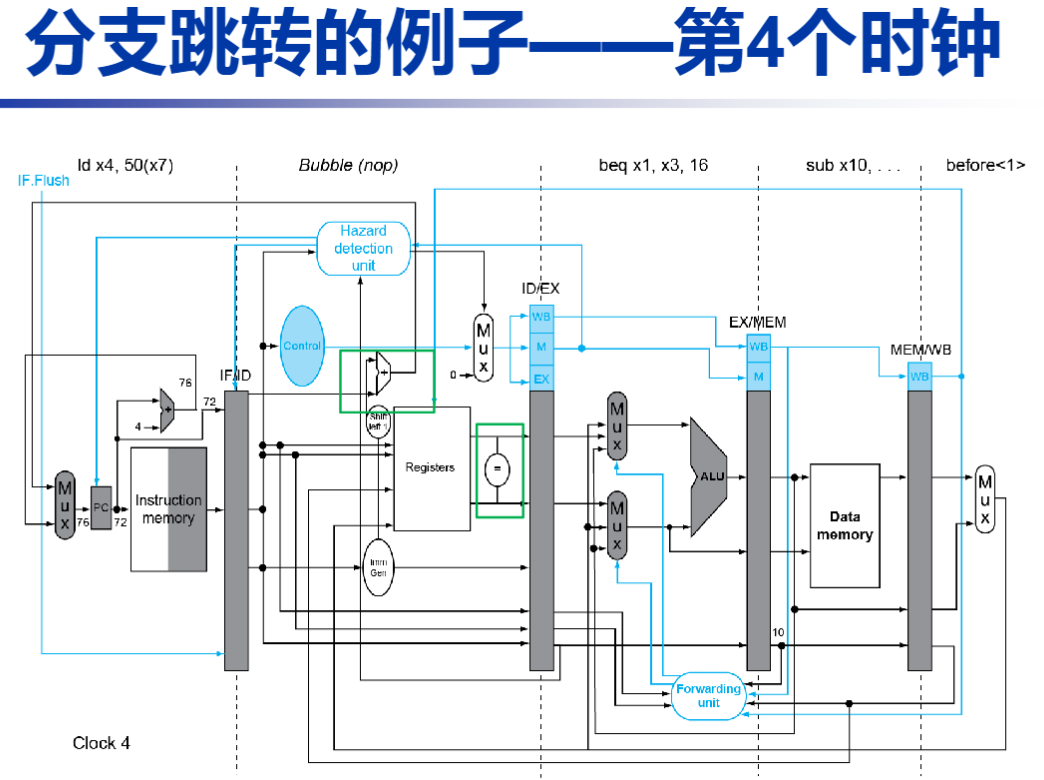 分支跳转的例子——第4个时钟
ld x4, 50(x7)
Bubble (nop)
beq x1, x3, 16
sub x10, . . .
before<1>
IF.Flush
Hazard
detection
unit
ID/EX
EX/MEM
MEM/WB
IF/ID
Control
Mux
0
WB
M
EX
WB
M
WB
76
72
4
+
+
Shift
left 1
Registers
=
Mux
ALU
Mux
PC
76
72
Instruction
memory
Mux
Data
memory
Mux
Imm
Gen
10
Forwarding
unit
Clock 4